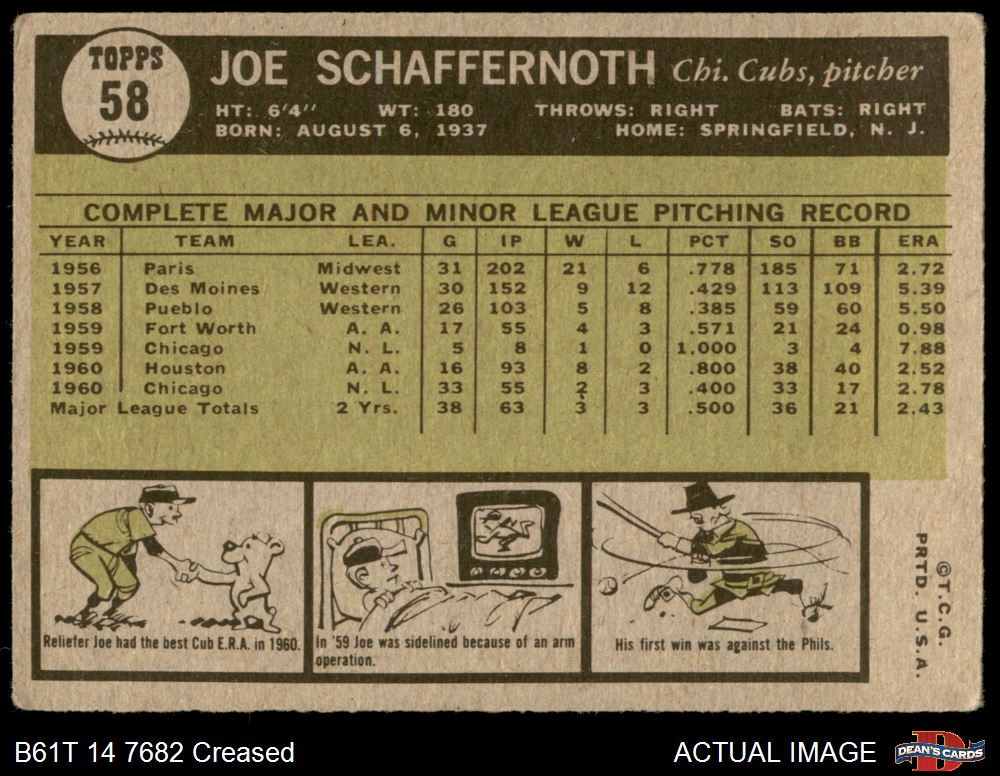 TOPPS
58
JOE SCHAFFERNOTH Chi. Cubs, pitcher
HT: 6'4" WT: 180 THROWS: RIGHT BATS: RIGHT
BORN: AUGUST 6, 1937 HOME: SPRINGFIELD, N. J.
COMPLETE MAJOR AND MINOR LEAGUE PITCHING RECORD
YEAR TEAM LEA. G IP W L PCT SO BB ERA
1956 Paris Midwest 31 202 21 6 .778 185 71 2.72
1957 Des Moines Western 30 152 9 12 .429 113 109 5.39
1958 Pueblo Western 26 103 5 8 .385 59 60 5.50
1959 Fort Worth A. A. 17 55 4 3 .571 21 24 0.98
1959 Chicago N. L. 5 8 1 0 1.000 3 4 7.88
1960 Houston A. A. 16 93 8 2 .800 38 40 2.52
1960 Chicago N. L. 33 55 2 3 .400 33 17 2.78
Major League Totals 2 Yrs. 38 63 3 3 .500 36 21 2.43
Reliefer Joe had the best Cub E.R.A. in 1960.
In '59 Joe was sidelined because of an arm
operation.
His first win was against the Phils.
©T.C.G.
PRTD. U.S.A.
B61T 14 7682 Creased
ACTUAL IMAGE
DEAN'S CARDS